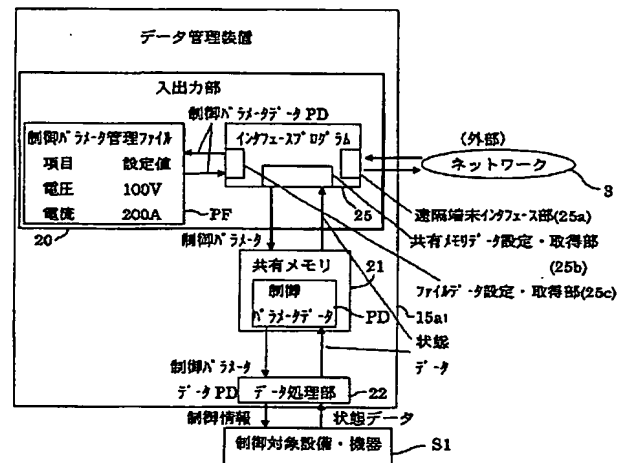 データ管理装置
入出力部
制御パラメータデータ PD
制御パラメータ管理ファイル
項目 設定値
電圧 100V
電流 200A
PF
20
インタフェースプログラム
25
(外部)
ネットワーク
3
遠隔端末インタフェース部(25a)
共有メモリデータ設定・取得部
(25b)
ファイルデータ設定・取得部(25c)
制御パラメータ
共有メモリ
21
制御
パラメータデータ
PD
15a
状態
データ
制御パラメータ
データPD
データ処理部
22
制御情報
状態データ
制御対象設備・機器
S1